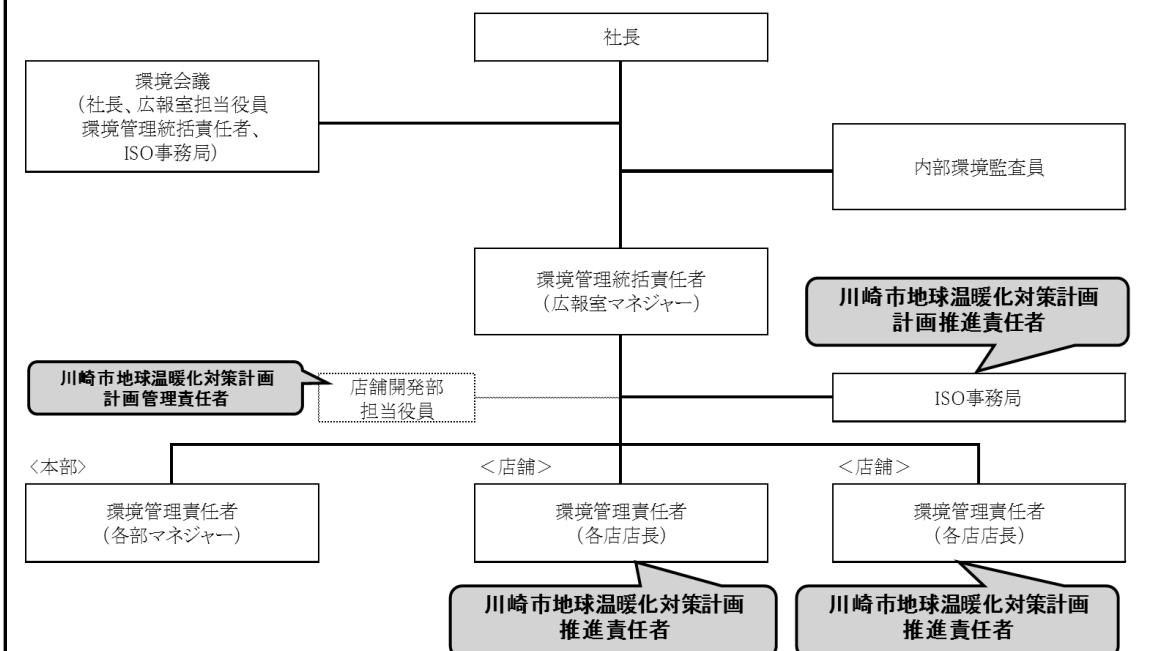 社長
環境会議
（社長、広報室担当役員
環境管理統括責任者、
ISO事務局）
内部環境監査員
環境管理統括責任者
（広報室マネジャー）
川崎市地球温暖化対策計画
計画推進責任者
川崎市地球温暖化対策計画
計画管理責任者
店舗開発部
担当役員
ISO事務局
〈本部〉
＜店舗＞
＜店舗＞
環境管理責任者
（各部マネジャー）
環境管理責任者
（各店店長）
環境管理責任者
（各店店長）
川崎市地球温暖化対策計画
推進責任者
川崎市地球温暖化対策計画
推進責任者